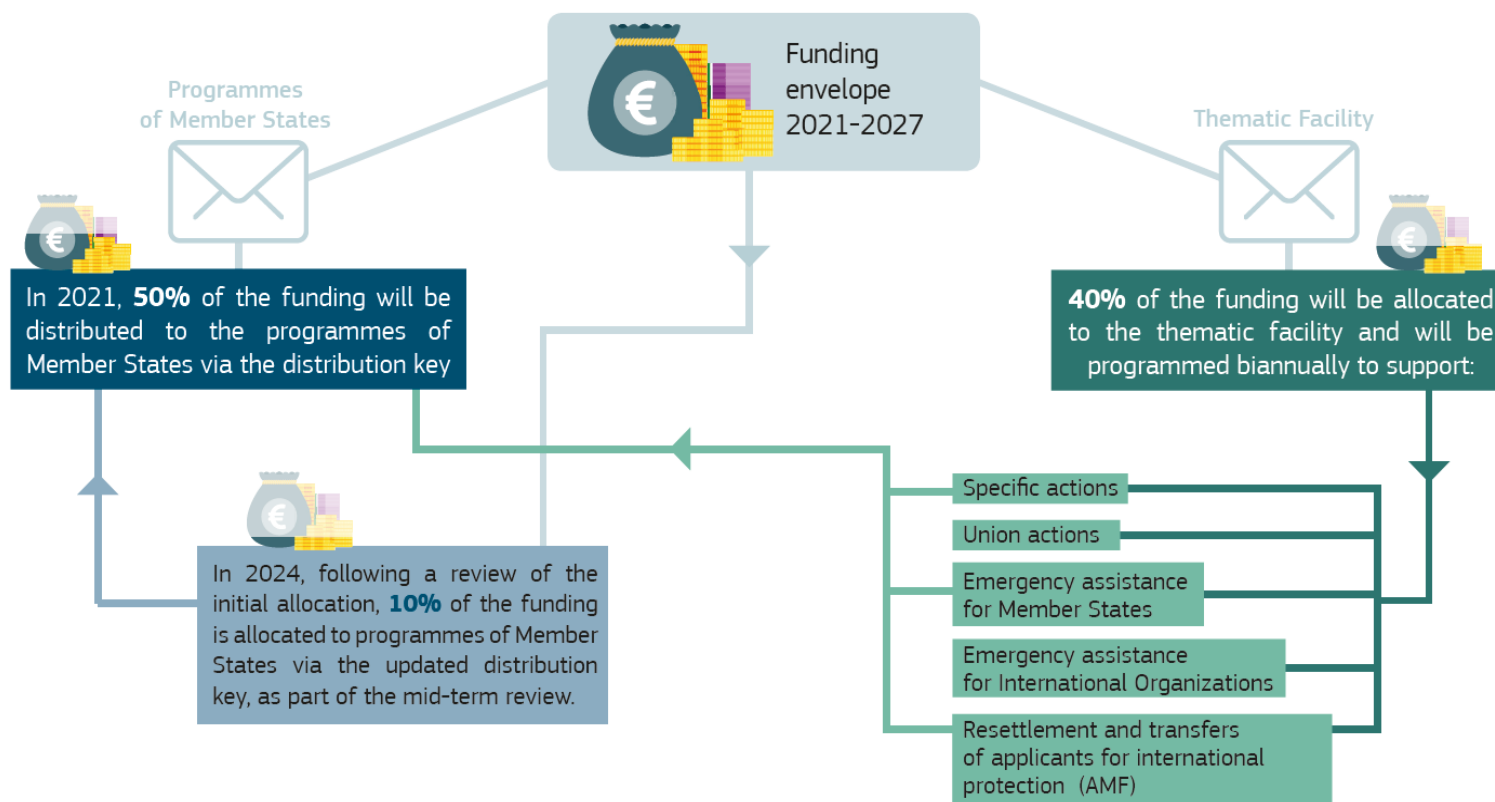 Funding
envelope
2021-2027
Programmes
of Member States
Thematic Facility
€
€
€
In 2021, 50% of the funding will be
distributed to the programmes of
Member States via the distribution key
40% of the funding will be allocated
to the thematic facility and will be
programmed biannually to support:
€
In 2024, following a review of the
initial allocation, 10% of the funding
is allocated to programmes of Member
States via the updated distribution
key, as part of the mid-term review.
Specific actions
Union actions
Emergency assistance
for Member States
Emergency assistance
for International Organizations
Resettlement and transfers
of applicants for international
protection (AMF)